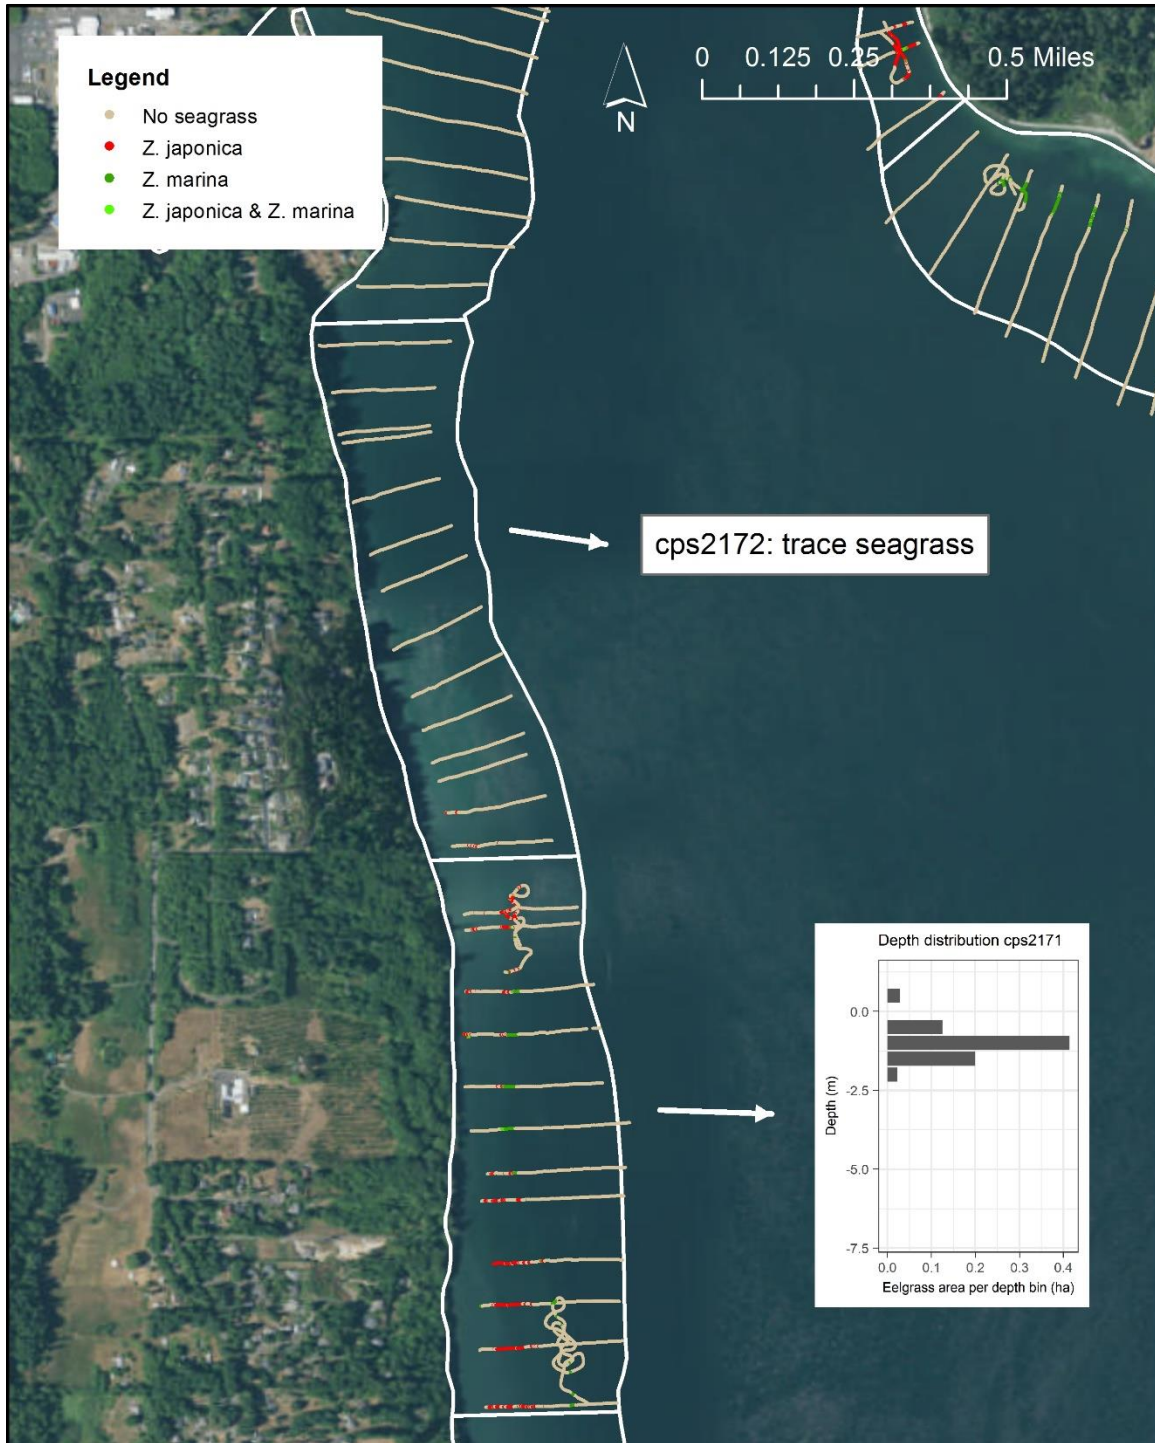 Legend
No seagrass
Z. japonica
Z. marina
Z. japonica & Z. marina
0 0.125 0.25 0.5 Miles
N
cps2172: trace seagrass
Depth distribution cps2171
0.0
-2.5
-5.0
-7.5
Depth (m)
0.0 0.1 0.2 0.3 0.4
Eelgrass area per depth bin (ha)